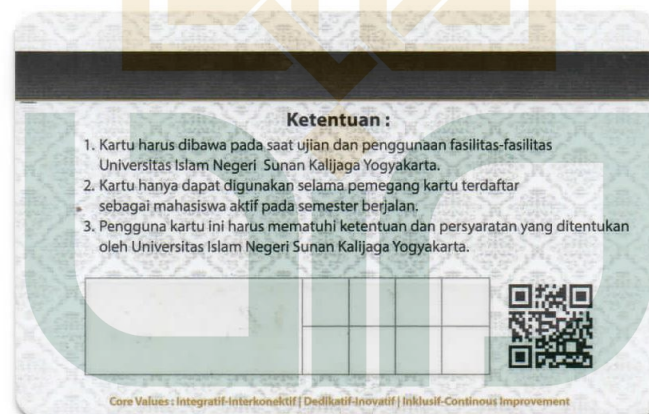 Ketentuan :
1. Kartu harus dibawa pada saat ujian dan penggunaan fasilitas-fasilitas
Universitas Islam Negeri Sunan Kalijaga Yogyakarta.
2. Kartu hanya dapat digunakan selama pemegang kartu terdaftar
sebagai mahasiswa aktif pada semester berjalan.
3. Pengguna kartu ini harus mematuhi ketentuan dan persyaratan yang ditentukan
oleh Universitas Islam Negeri Sunan Kalijaga Yogyakarta.
Core Values : Integratif-Interkonektif | Dedikatif-Inovatif | Inklusif-Continous Improvement